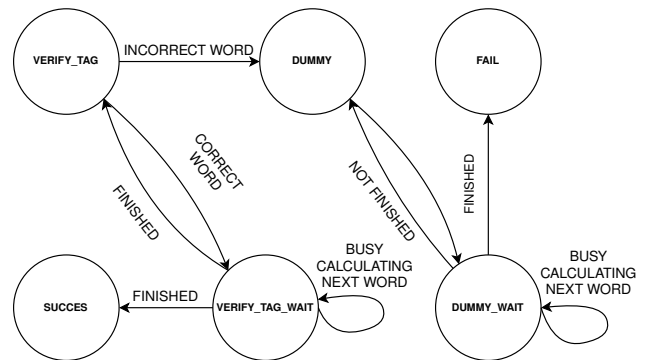 VERIFY_TAG
INCORRECT WORD
DUMMY
FAIL
CORRECT
WORD
FINISHED
NOT FINISHED
FINISHED
SUCCES
FINISHED
VERIFY_TAG_WAIT
BUSY
CALCULATING
NEXT WORD
DUMMY_WAIT
BUSY
CALCULATING
NEXT WORD